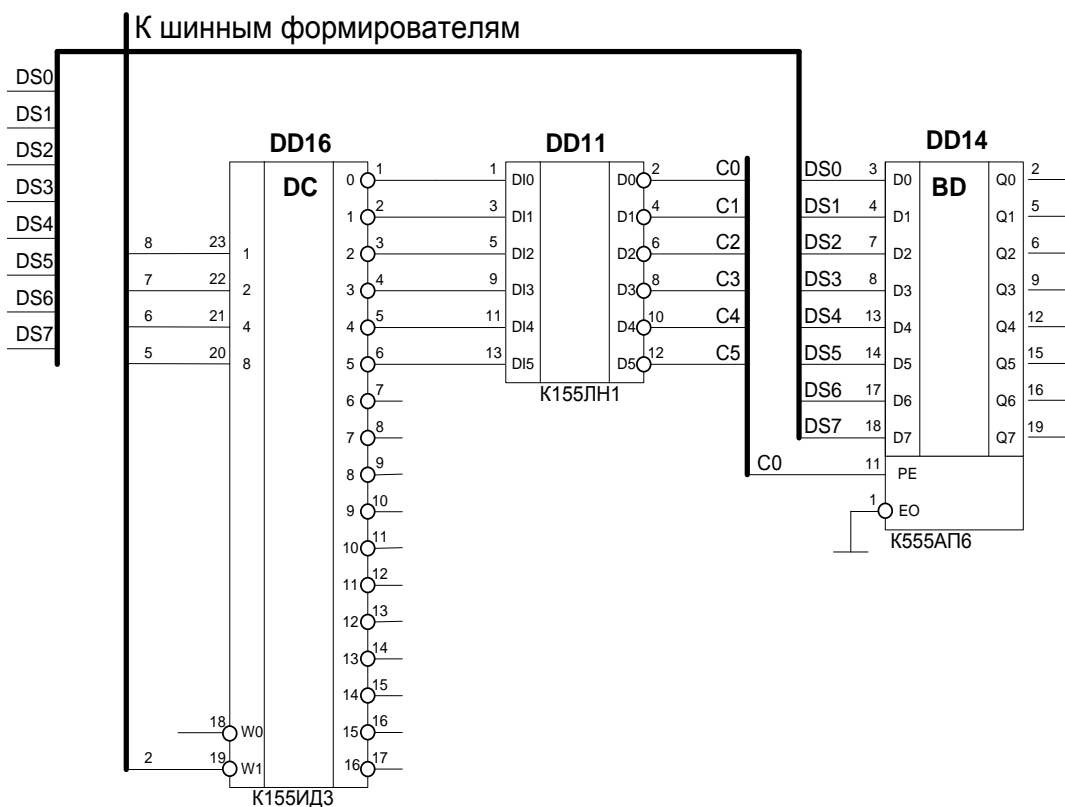 К шинным формирователям
DS0
DS1
DS2
DS3
DS4
DS5
DS6
DS7
DD16
DC
8 23 1
7 22 2
6 21 4
5 20 8
18 W0
2 19 W1
0 1
1 2
2 3
3 4
4 5
5 6
6 7
7 8
8 9
9 10
10 11
11 12
12 13
13 14
14 15
15 16
16 17
К155ИД3
DD11
1 DI0 D0 2 C0
3 DI1 D1 4 C1
5 DI2 D2 6 C2
9 DI3 D3 8 C3
11 DI4 D4 10 C4
13 DI5 D5 12 C5
К155ЛН1
DD14
BD
DS0 3 D0 Q0 2
DS1 4 D1 Q1 5
DS2 7 D2 Q2 6
DS3 8 D3 Q3 9
DS4 13 D4 Q4 12
DS5 14 D5 Q5 15
DS6 17 D6 Q6 16
DS7 18 D7 Q7 19
C0 11 PE
1 EO
К555АП6